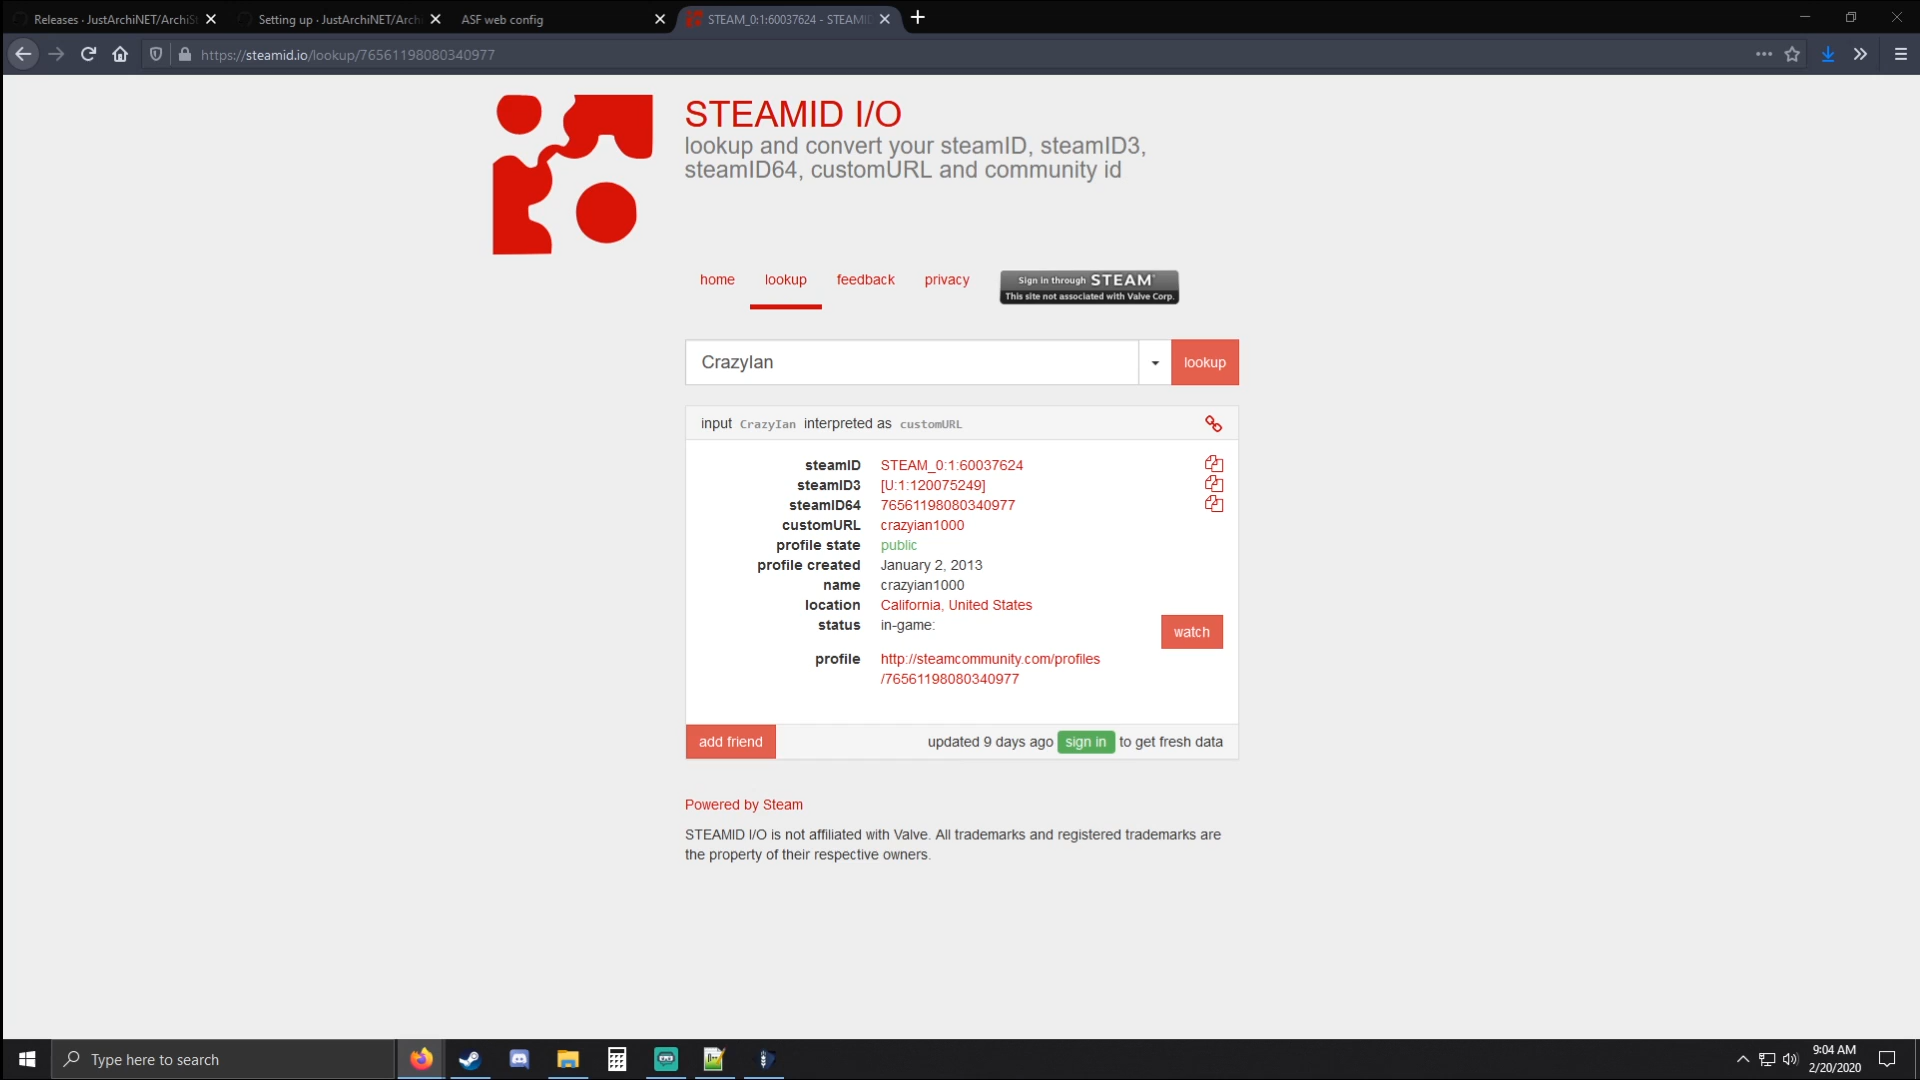 Releases · JustArchiNET/ArchiS
Setting up · JustArchiNET/Arch
ASF web config
STEAM_0:1:60037624 - STEAMID
https://steamid.io/lookup/76561198080340977
STEAMID I/O
lookup and convert your steamID, steamID3,
steamID64, customURL and community id
home
lookup
feedback
privacy
Sign in through STEAM
This site not associated with Valve Corp.
CrazyIan
lookup
input CrazyIan interpreted as customURL
steamID STEAM_0:1:60037624
steamID3 [U:1:120075249]
steamID64 76561198080340977
customURL crazyian1000
profile state public
profile created January 2, 2013
name crazyian1000
location California, United States
status in-game:
watch
profile http://steamcommunity.com/profiles
/76561198080340977
add friend
updated 9 days ago sign in to get fresh data
Powered by Steam
STEAMID I/O is not affiliated with Valve. All trademarks and registered trademarks are
the property of their respective owners.
Type here to search
9:04 AM
2/20/2020